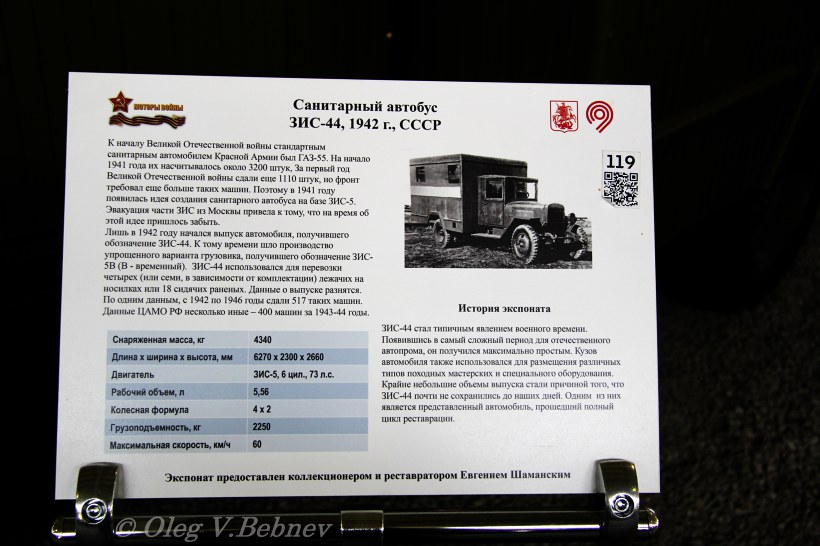 МОТОРЫ ВОЙНЫ
Санитарный автобус
ЗИС-44, 1942 г., СССР
119
К началу Великой Отечественной войны стандартным
санитарным автомобилем Красной Армии был ГАЗ-55. На начало
1941 года их насчитывалось около 3200 штук, За первый год
Великой Отечественной войны сдали еще 1110 штук, но фронт
требовал еще больше таких машин. Поэтому в 1941 году
появилась идея создания санитарного автобуса на базе ЗИС-5.
Эвакуация части ЗИС из Москвы привела к тому, что на время об
этой идее пришлось забыть.
Лишь в 1942 году начался выпуск автомобиля, получившего
обозначение ЗИС-44. К тому времени шло производство
упрощенного варианта грузовика, получившего обозначение ЗИС-
5В (В - временный). ЗИС-44 использовался для перевозки
четырех (или семи, в зависимости от комплектации) лежачих на
носилках или 18 сидячих раненых. Данные о выпуске разнятся.
По одним данным, с 1942 по 1946 годы сдали 517 таких машин.
Данные ЦАМО РФ несколько иные – 400 машин за 1943-44 годы.
Снаряженная масса, кг 4340
Длина х ширина х высота, мм 6270 х 2300 х 2660
Двигатель ЗИС-5, 6 цил., 73 л.с.
Рабочий объем, л 5,56
Колесная формула 4 х 2
Грузоподъемность, кг 2250
Максимальная скорость, км/ч 60
История экспоната
ЗИС-44 стал типичным явлением военного времени.
Появившись в самый сложный период для отечественного
автопрома, он получился максимально простым. Кузов
автомобиля также использовался для размещения различных
типов походных мастерских и специального оборудования.
Крайне небольшие объемы выпуска стали причиной того, что
ЗИС-44 почти не сохранились до наших дней. Одним из них
является представленный автомобиль, прошедший полный
цикл реставрации.
Экспонат предоставлен коллекционером и реставратором Евгением Шаманским
© Oleg V.Bebnev